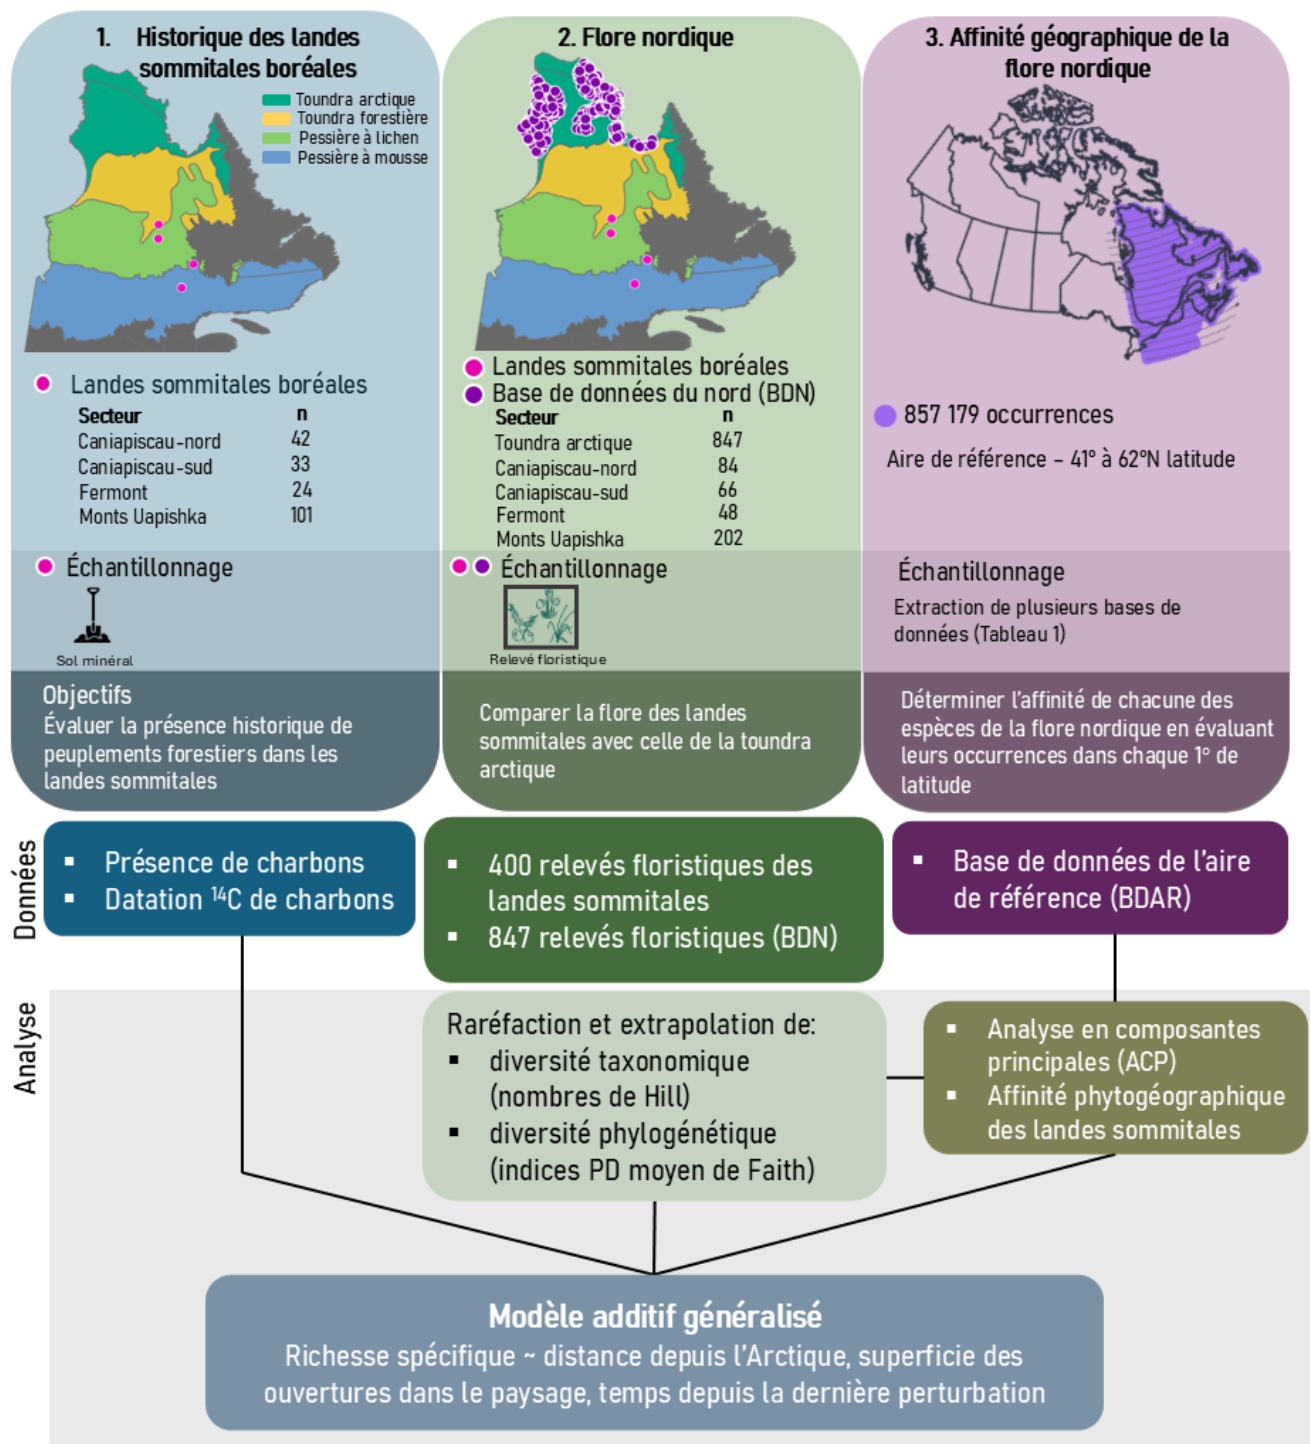 1. Historique des landes
sommitales boréales
Toundra arctique
Toundra forestière
Pessière à lichen
Pessière à mousse
Landes sommitales boréales
Secteur n
Caniapiscau-nord 42
Caniapiscau-sud 33
Fermont 24
Monts Uapishka 101
Échantillonnage
Sol minéral
Objectifs
Évaluer la présence historique de
peuplements forestiers dans les
landes sommitales
2. Flore nordique
Landes sommitales boréales
Base de données du nord (BDN)
Secteur n
Toundra arctique 847
Caniapiscau-nord 84
Caniapiscau-sud 66
Fermont 48
Monts Uapishka 202
Échantillonnage
Relevé floristique
Comparer la flore des landes
sommitales avec celle de la toundra
arctique
3. Affinité géographique de la
flore nordique
857 179 occurrences
Aire de référence – 41° à 62°N latitude
Échantillonnage
Extraction de plusieurs bases de
données (Tableau 1)
Déterminer l'affinité de chacune des
espèces de la flore nordique en évaluant
leurs occurrences dans chaque 1° de
latitude
Données
▪ Présence de charbons
▪ Datation ¹⁴C de charbons
▪ 400 relevés floristiques des
landes sommitales
▪ 847 relevés floristiques (BDN)
▪ Base de données de l'aire
de référence (BDAR)
Analyse
Raréfaction et extrapolation de:
▪ diversité taxonomique
(nombres de Hill)
▪ diversité phylogénétique
(indices PD moyen de Faith)
▪ Analyse en composantes
principales (ACP)
▪ Affinité phytogéographique
des landes sommitales
Modèle additif généralisé
Richesse spécifique ~ distance depuis l'Arctique, superficie des
ouvertures dans le paysage, temps depuis la dernière perturbation